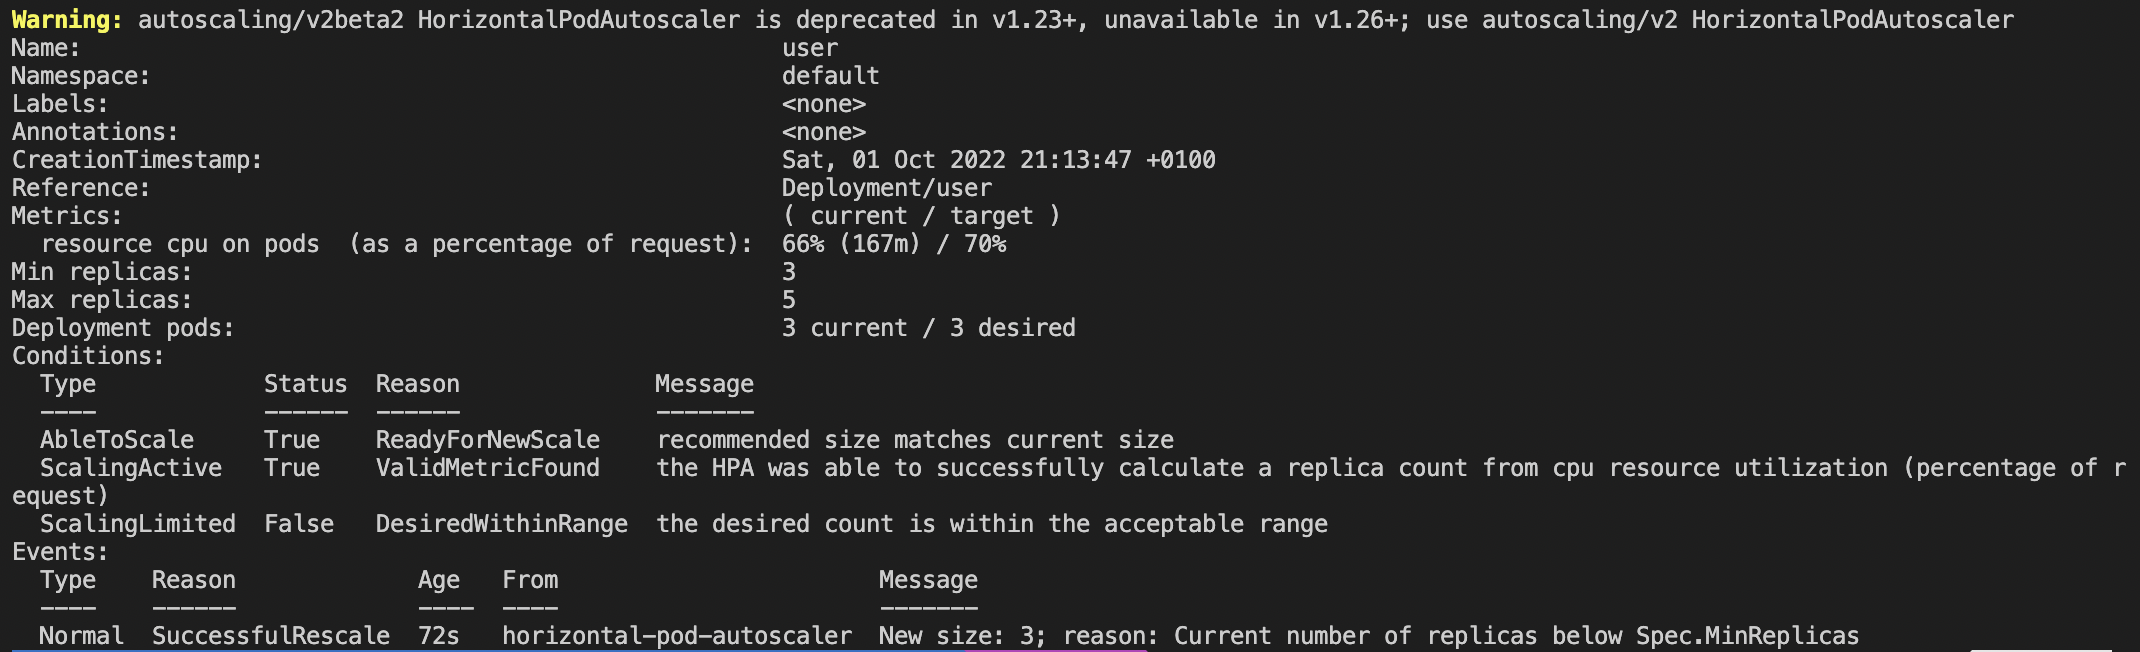 Warning: autoscaling/v2beta2 HorizontalPodAutoscaler is deprecated in v1.23+, unavailable in v1.26+; use autoscaling/v2 HorizontalPodAutoscaler
Name: user
Namespace: default
Labels: <none>
Annotations: <none>
CreationTimestamp: Sat, 01 Oct 2022 21:13:47 +0100
Reference: Deployment/user
Metrics: ( current / target )
resource cpu on pods (as a percentage of request): 66% (167m) / 70%
Min replicas: 3
Max replicas: 5
Deployment pods: 3 current / 3 desired
Conditions:
Type Status Reason Message
---- ------ ------ -------
AbleToScale True ReadyForNewScale recommended size matches current size
ScalingActive True ValidMetricFound the HPA was able to successfully calculate a replica count from cpu resource utilization (percentage of r
equest)
ScalingLimited False DesiredWithinRange the desired count is within the acceptable range
Events:
Type Reason Age From Message
---- ------ ---- ---- -------
Normal SuccessfulRescale 72s horizontal-pod-autoscaler New size: 3; reason: Current number of replicas below Spec.MinReplicas